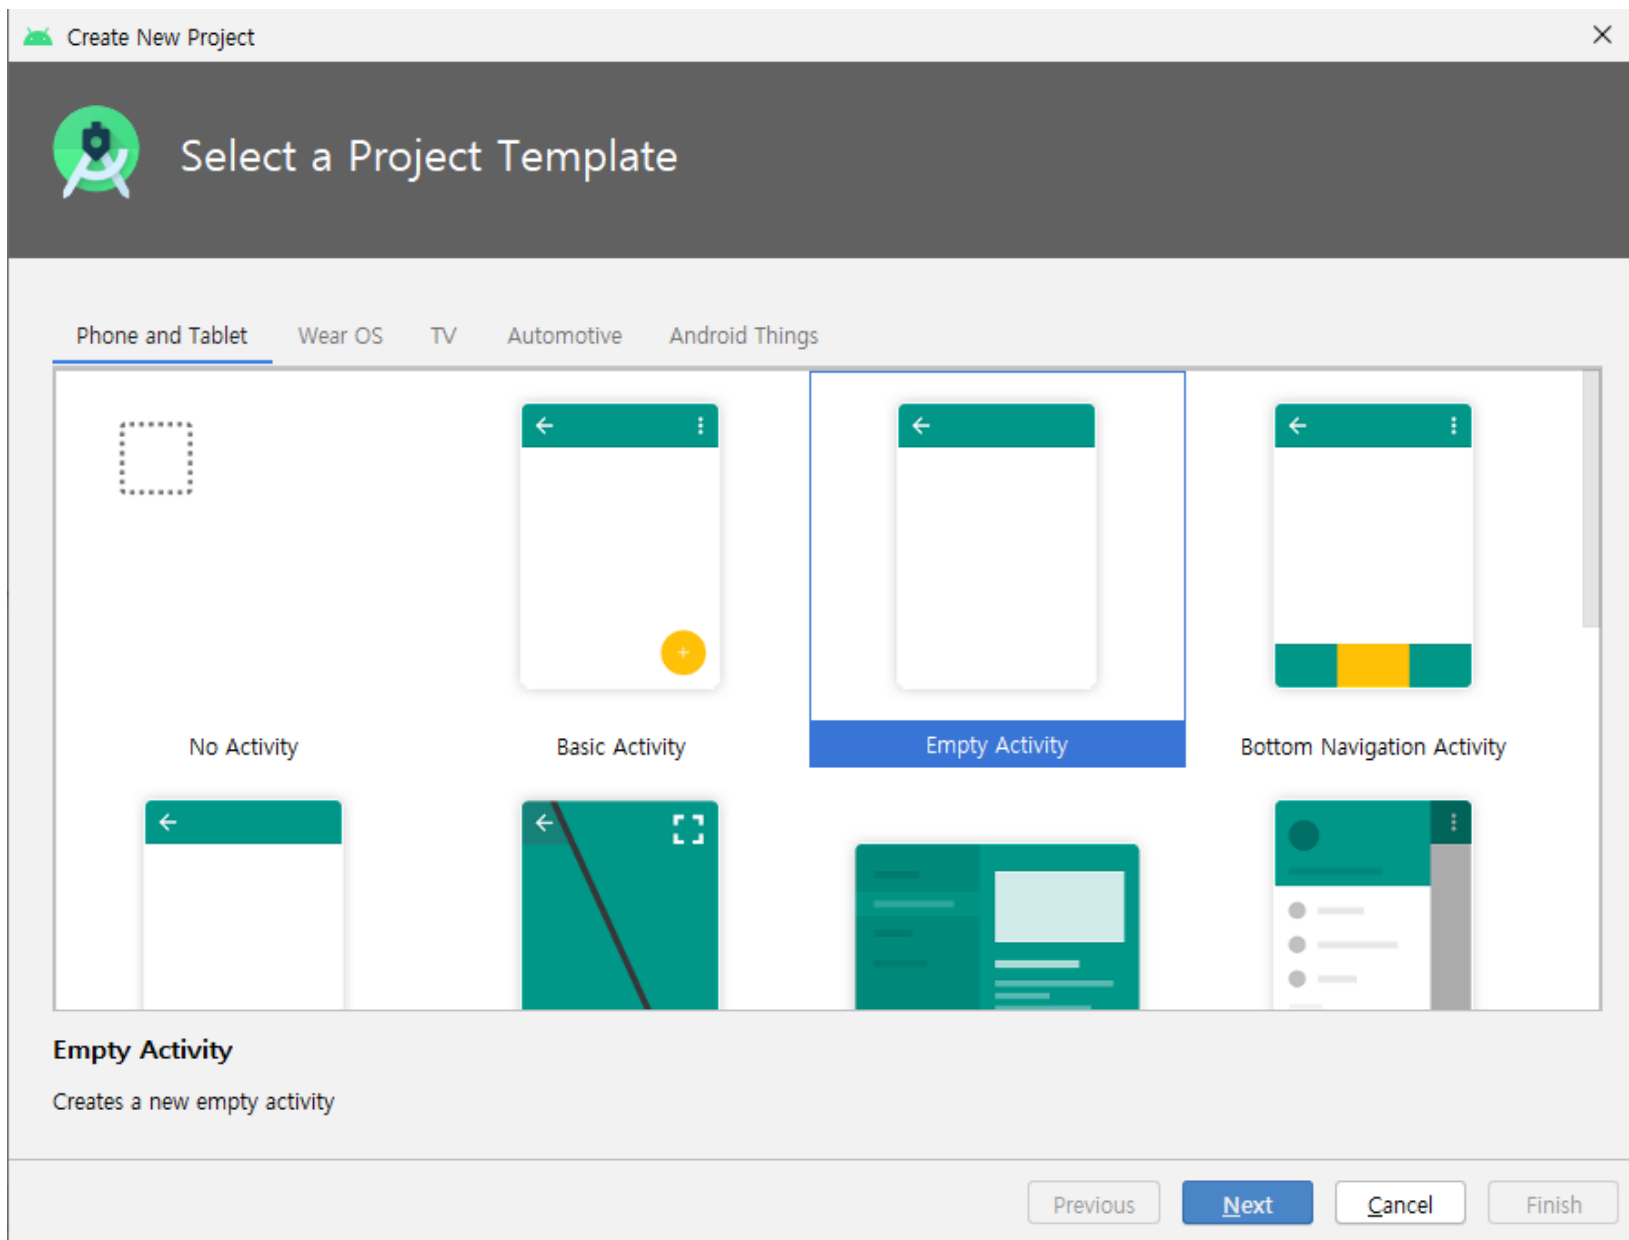 Create New Project
Select a Project Template
Phone and Tablet Wear OS TV Automotive Android Things
No Activity Basic Activity Empty Activity Bottom Navigation Activity
Empty Activity
Creates a new empty activity
Previous Next Cancel Finish